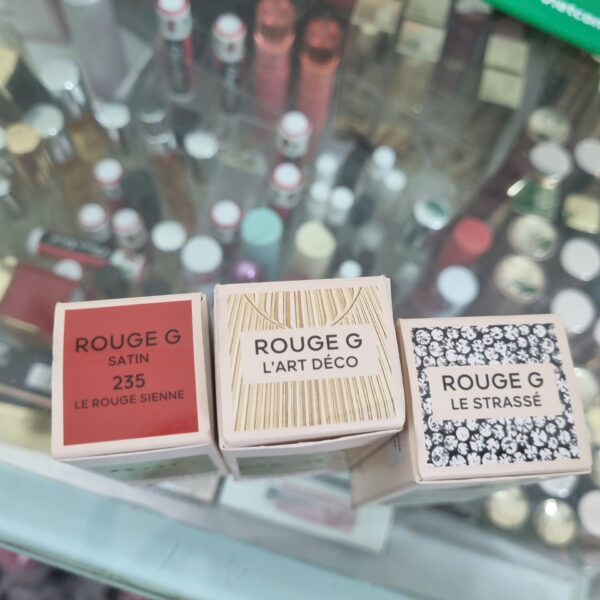 ROUGE G
SATIN
235
LE ROUGE SIENNE
ROUGE G
L'ART DÉCO
ROUGE G
LE STRASSÉ